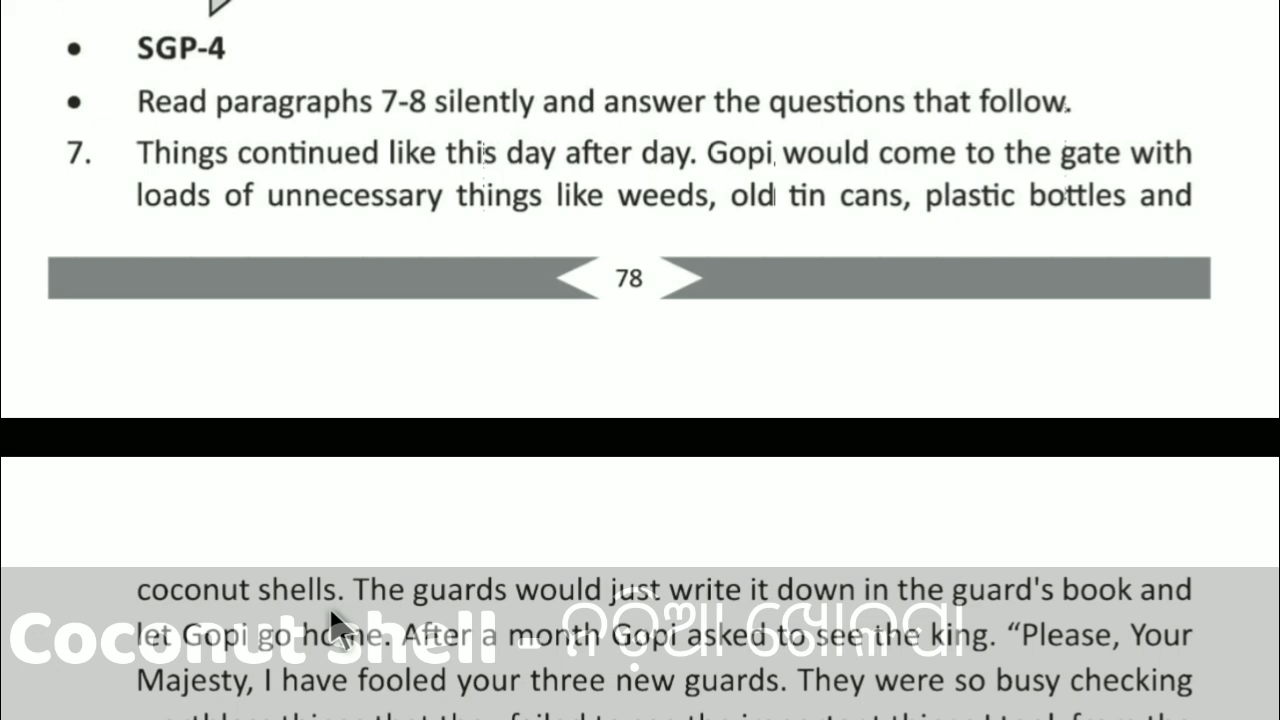 • SGP-4
• Read paragraphs 7-8 silently and answer the questions that follow.
7. Things continued like this day after day. Gopi would come to the gate with
loads of unnecessary things like weeds, old tin cans, plastic bottles and
78
coconut shells. The guards would just write it down in the guard's book and
let Gopi go home. After a month Gopi asked to see the king. “Please, Your
Coconut shell - ନଡ଼ିଆ ଖୋଳପା
Majesty, I have fooled your three new guards. They were so busy checking